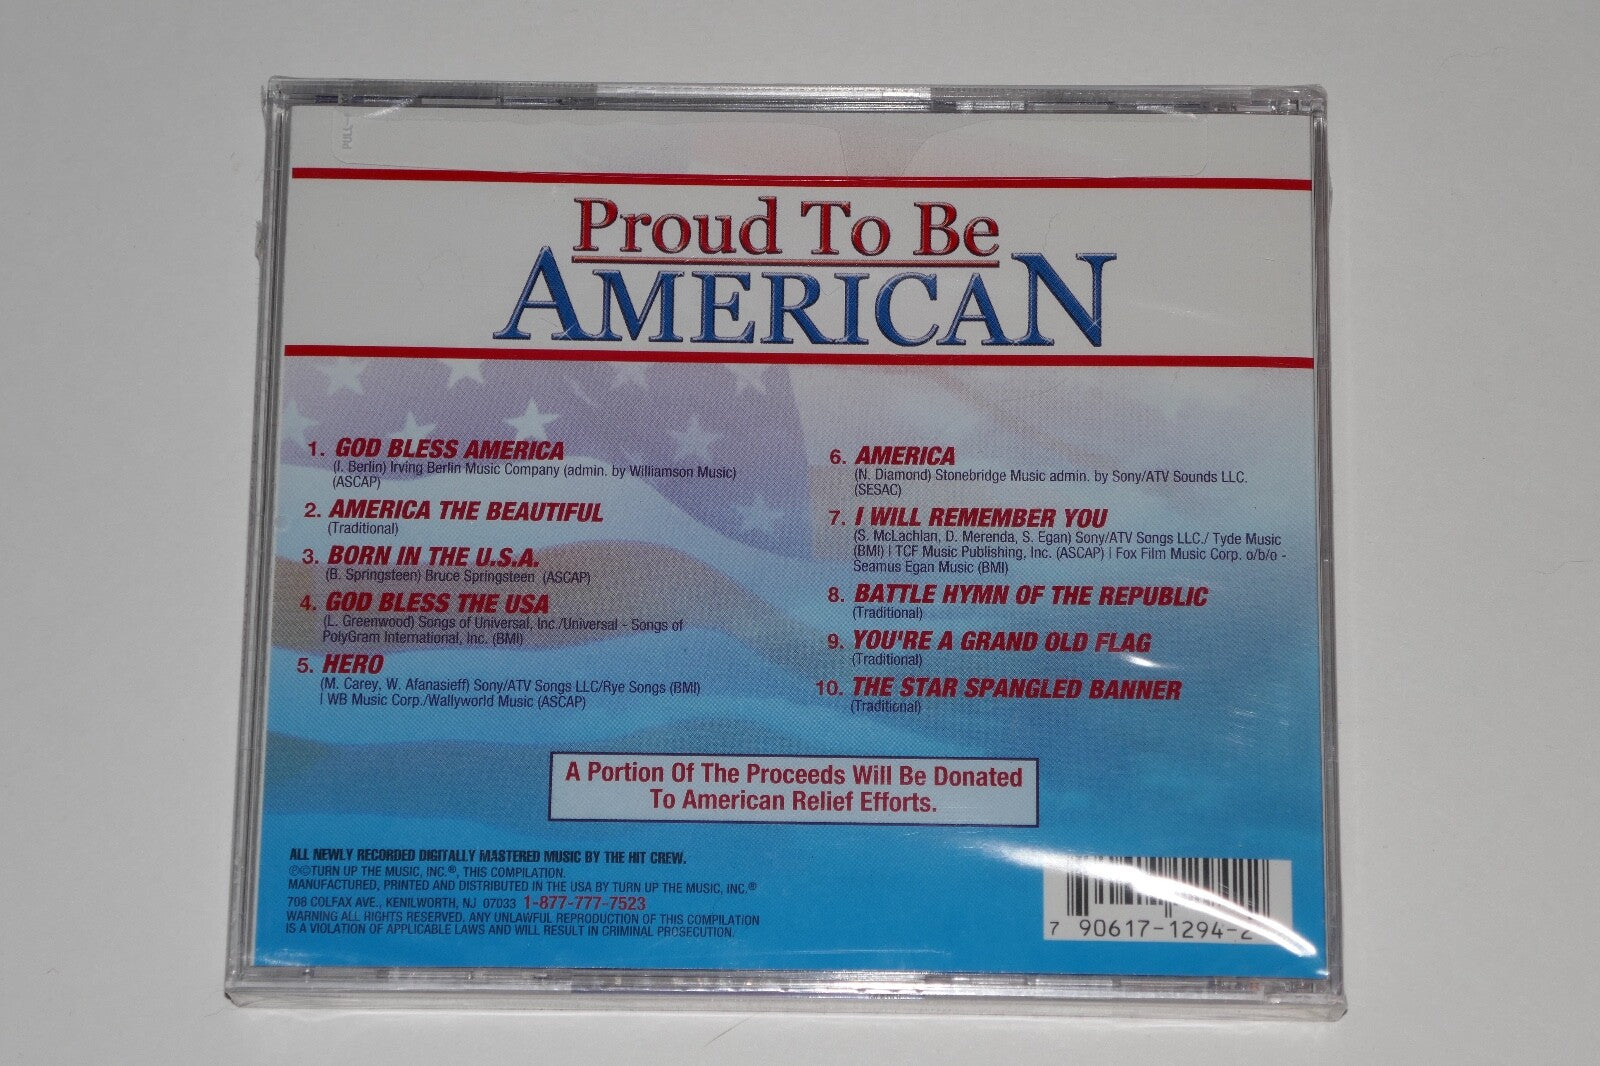 PULL
Proud To Be
AMERICAN
1. GOD BLESS AMERICA
(I. Berlin) Irving Berlin Music Company (admin. by Williamson Music)
(ASCAP)
2. AMERICA THE BEAUTIFUL
(Traditional)
3. BORN IN THE U.S.A.
(B. Springsteen) Bruce Springsteen (ASCAP)
4. GOD BLESS THE USA
(L. Greenwood) Songs of Universal, Inc./Universal - Songs of
PolyGram International, Inc. (BMI)
5. HERO
(M. Carey, W. Afanasieff) Sony/ATV Songs LLC/Rye Songs (BMI)
| WB Music Corp./Wallyworld Music (ASCAP)
6. AMERICA
(N. Diamond) Stonebridge Music admin. by Sony/ATV Sounds LLC.
(SESAC)
7. I WILL REMEMBER YOU
(S. McLachlan, D. Merenda, S. Egan) Sony/ATV Songs LLC./ Tyde Music
(BMI) | TCF Music Publishing, Inc. (ASCAP) | Fox Film Music Corp. o/b/o -
Seamus Egan Music (BMI)
8. BATTLE HYMN OF THE REPUBLIC
(Traditional)
9. YOU'RE A GRAND OLD FLAG
(Traditional)
10. THE STAR SPANGLED BANNER
(Traditional)
A Portion Of The Proceeds Will Be Donated
To American Relief Efforts.
ALL NEWLY RECORDED DIGITALLY MASTERED MUSIC BY THE HIT CREW.
℗©TURN UP THE MUSIC, INC.®, THIS COMPILATION.
MANUFACTURED, PRINTED AND DISTRIBUTED IN THE USA BY TURN UP THE MUSIC, INC.®
708 COLFAX AVE., KENILWORTH, NJ 07033 1-877-777-7523
WARNING ALL RIGHTS RESERVED. ANY UNLAWFUL REPRODUCTION OF THIS COMPILATION
IS A VIOLATION OF APPLICABLE LAWS AND WILL RESULT IN CRIMINAL PROSECUTION.
7 90617-1294-2